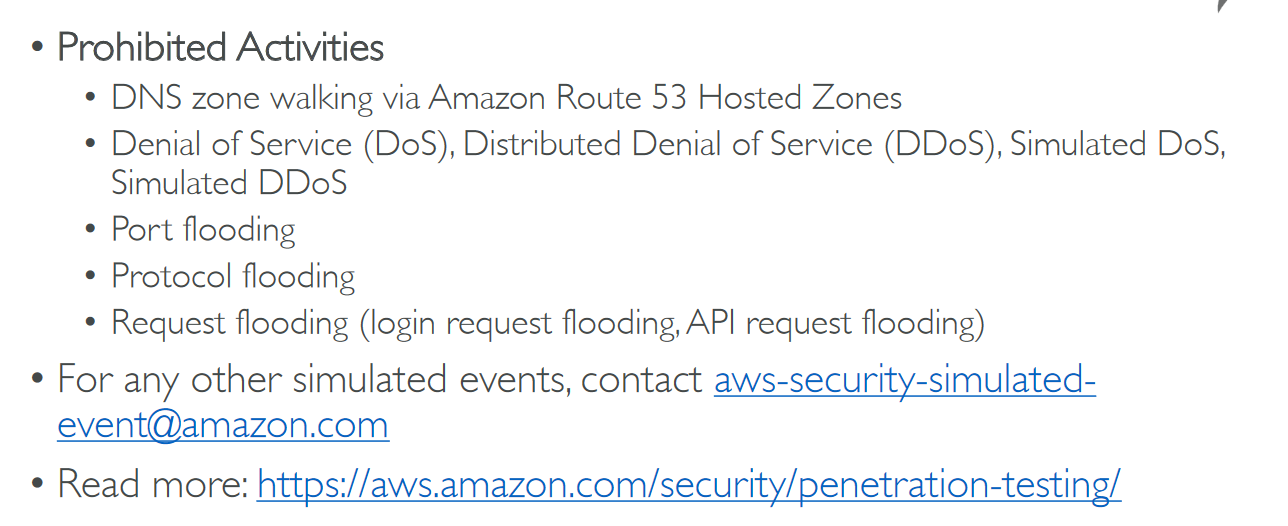 • Prohibited Activities
• DNS zone walking via Amazon Route 53 Hosted Zones
• Denial of Service (DoS), Distributed Denial of Service (DDoS), Simulated DoS,
Simulated DDoS
• Port flooding
• Protocol flooding
• Request flooding (login request flooding, API request flooding)
• For any other simulated events, contact aws-security-simulated-
event@amazon.com
• Read more: https://aws.amazon.com/security/penetration-testing/